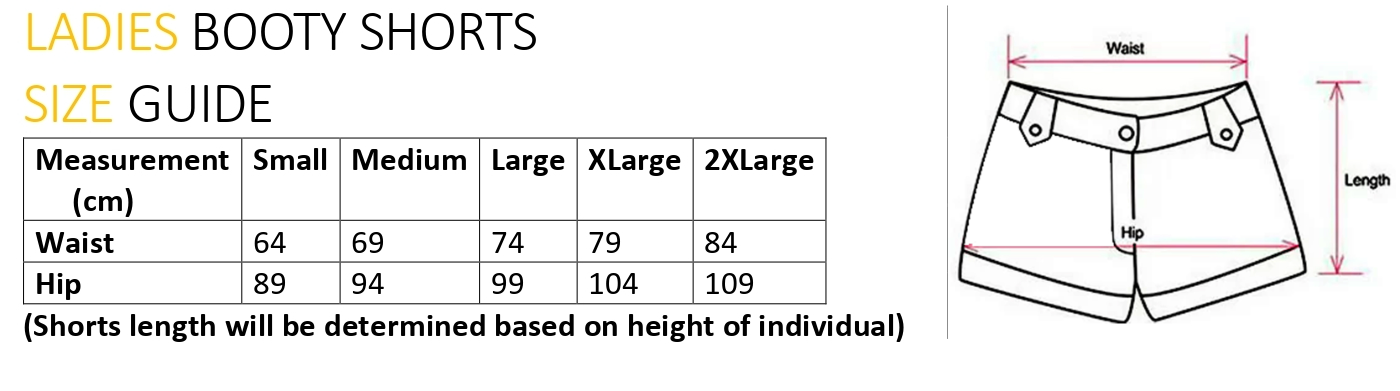 LADIES BOOTY SHORTS
SIZE GUIDE
Measurement (cm) Small Medium Large XLarge 2XLarge
Waist 64 69 74 79 84
Hip 89 94 99 104 109
(Shorts length will be determined based on height of individual)
Waist
Length
Hip